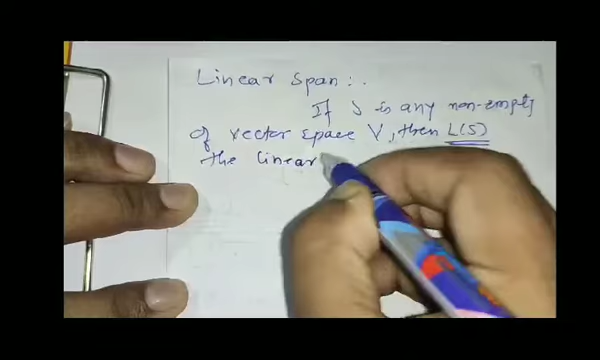 Linear Span:.
If S is any non-empty
of vector space V, then L(S)
the linear